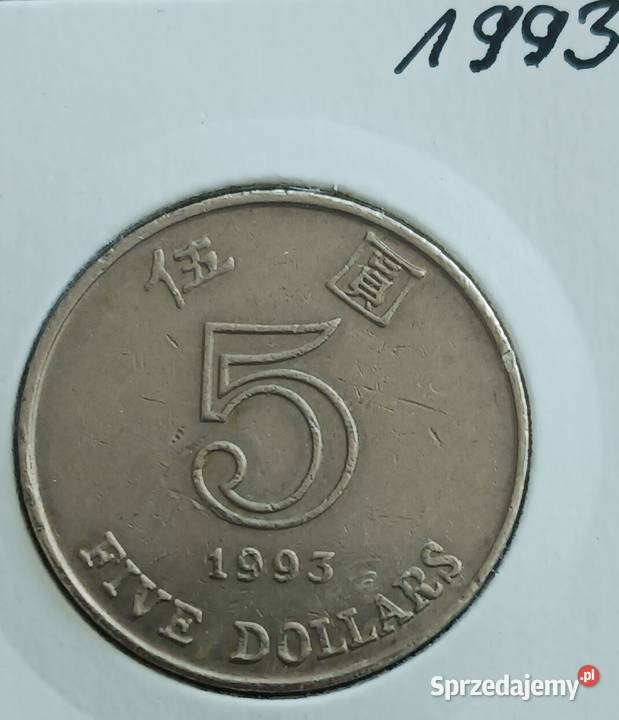 1993
伍 圓
5
1993
FIVE DOLLARS
Sprzedajemy.pl